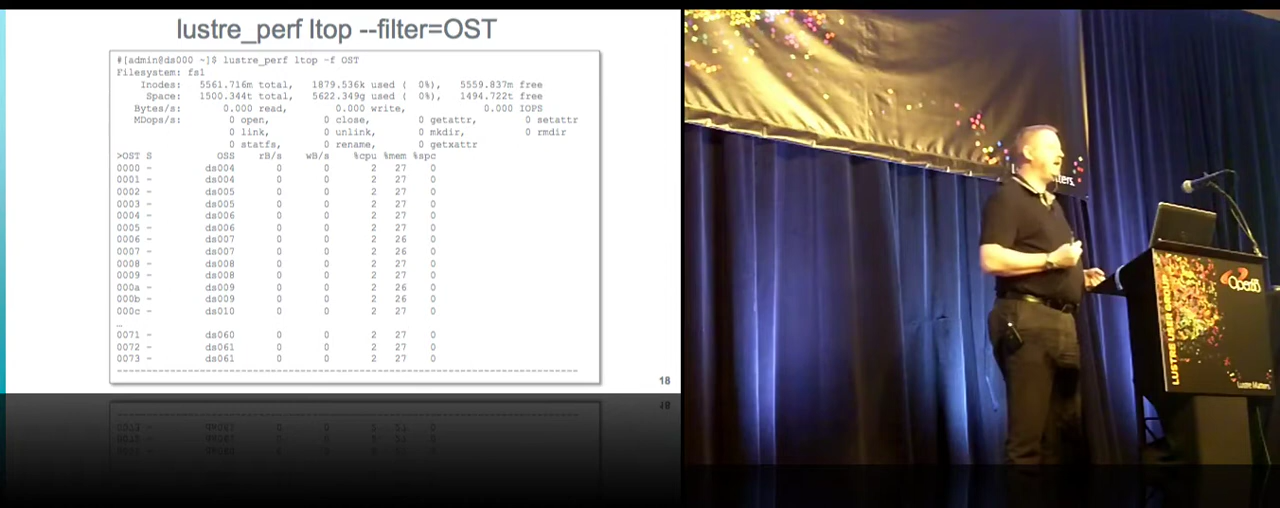 lustre_perf ltop --filter=OST
#[admin@ds000 ~]$ lustre_perf ltop -f OST
Filesystem: fs1
Inodes: 5561.716m total, 1879.536k used ( 0%), 5559.837m free
Space: 1500.344t total, 5622.349g used ( 0%), 1494.722t free
Bytes/s: 0.000 read, 0.000 write, 0.000 IOPS
MDops/s: 0 open, 0 close, 0 getattr, 0 setattr
0 link, 0 unlink, 0 mkdir, 0 rmdir
0 statfs, 0 rename, 0 getxattr
>OST S OSS rB/s wB/s %cpu %mem %spc
0000 - ds004 0 0 2 27 0
0001 - ds004 0 0 2 27 0
0002 - ds005 0 0 2 27 0
0003 - ds005 0 0 2 27 0
0004 - ds006 0 0 2 27 0
0005 - ds006 0 0 2 27 0
0006 - ds007 0 0 2 26 0
0007 - ds007 0 0 2 26 0
0008 - ds008 0 0 2 27 0
0009 - ds008 0 0 2 27 0
000a - ds009 0 0 2 26 0
000b - ds009 0 0 2 26 0
000c - ds010 0 0 2 27 0
…
0071 - ds060 0 0 2 27 0
0072 - ds061 0 0 2 27 0
0073 - ds061 0 0 2 27 0
--------------------------------------------------------------------------------
18
OpenSFS
LUSTRE USER GROUP
Lustre Matters.